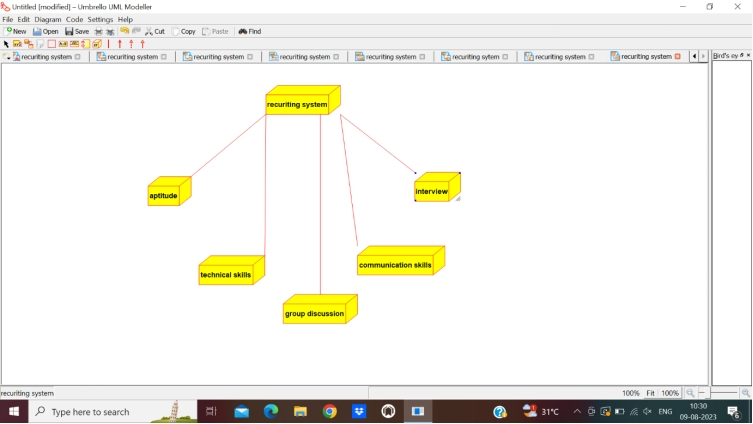 Untitled [modified] – Umbrello UML Modeller
File Edit Diagram Code Settings Help
New Open Save Cut Copy Paste Find
recuriting system recuriting system recuriting system recuriting system recuriting system recuriting sytem recuriting system recuriting system Bird's ey
recuriting system
aptitude
interview
technical skills
communication skills
group discussion
recuriting system 100% Fit 100%
Type here to search 31°C ENG 10:30
09-08-2023 6